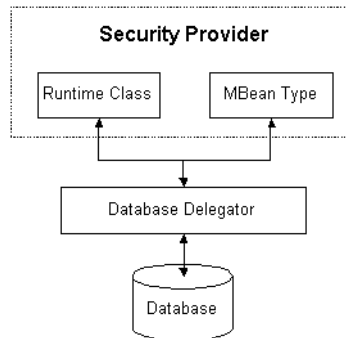 Security Provider
Runtime Class
MBean Type
Database Delegator
Database